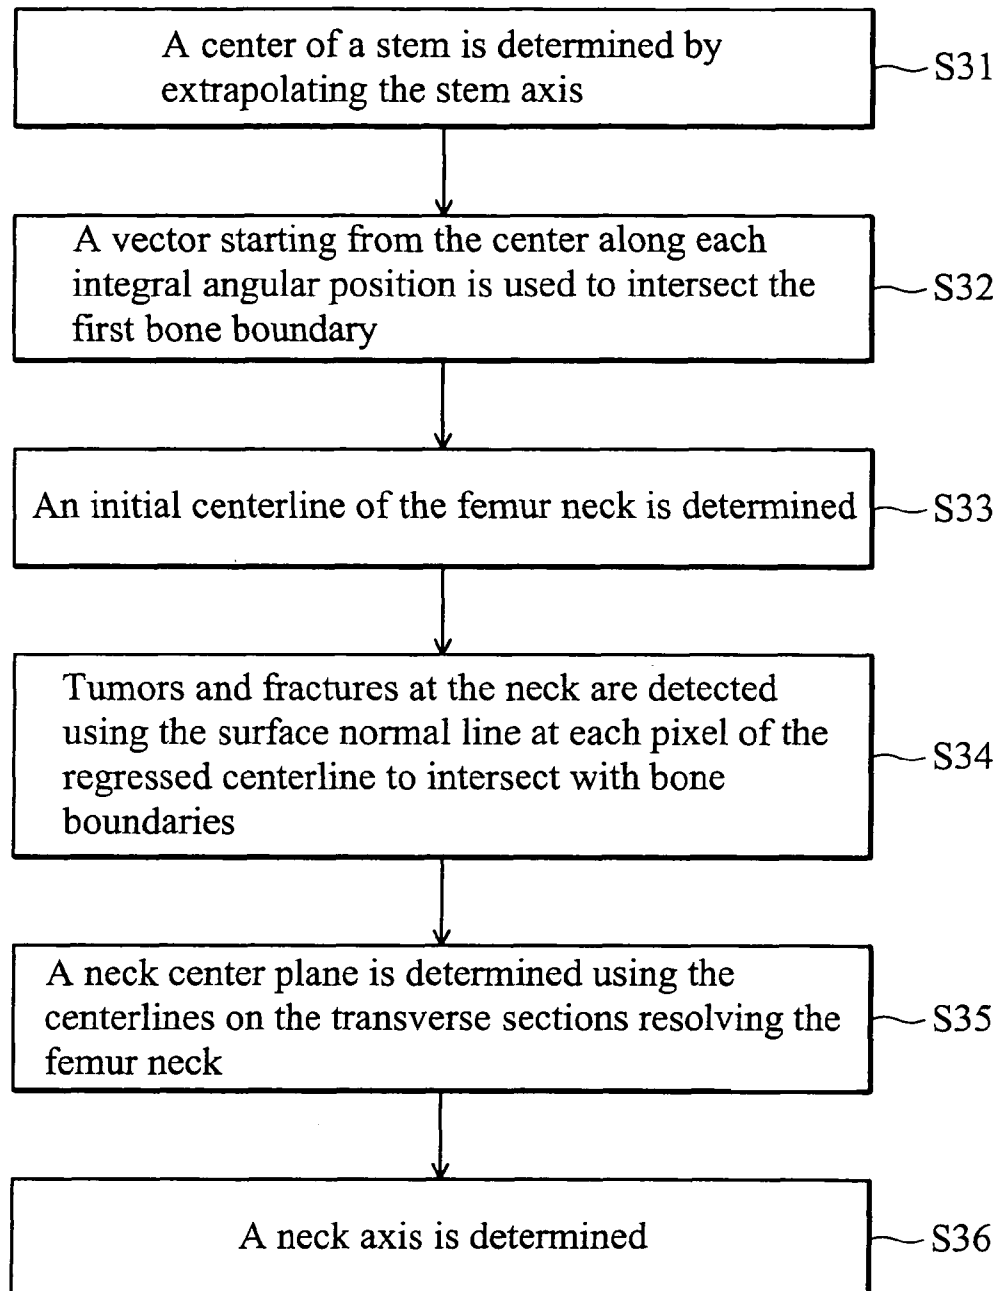 A center of a stem is determined by
extrapolating the stem axis
S31
A vector starting from the center along each
integral angular position is used to intersect the
first bone boundary
S32
An initial centerline of the femur neck is determined
S33
Tumors and fractures at the neck are detected
using the surface normal line at each pixel of the
regressed centerline to intersect with bone
boundaries
S34
A neck center plane is determined using the
centerlines on the transverse sections resolving the
femur neck
S35
A neck axis is determined
S36